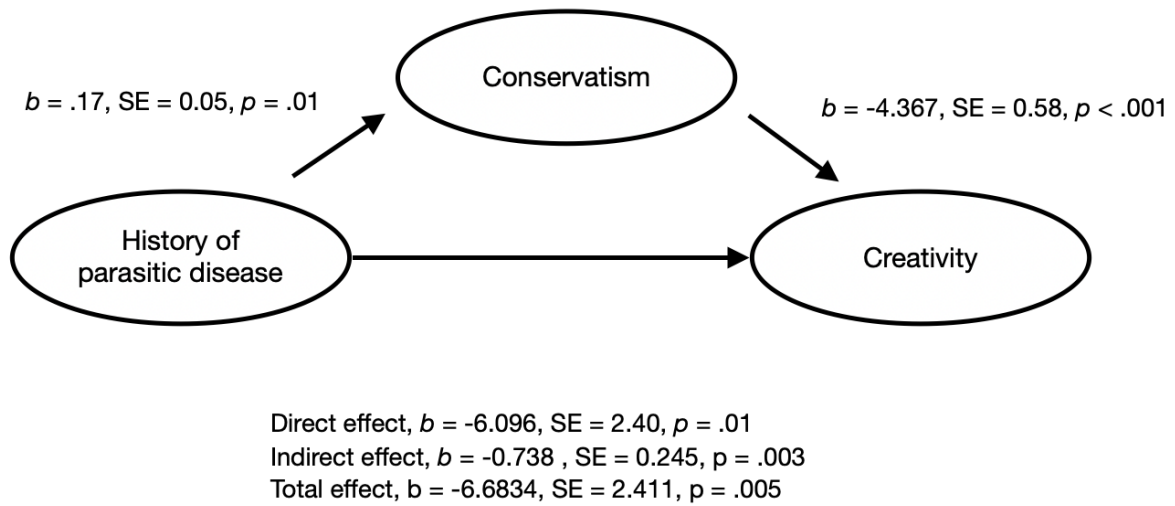 Conservatism
b = .17, SE = 0.05, p = .01
b = -4.367, SE = 0.58, p < .001
History of
parasitic disease
Creativity
Direct effect, b = -6.096, SE = 2.40, p = .01
Indirect effect, b = -0.738 , SE = 0.245, p = .003
Total effect, b = -6.6834, SE = 2.411, p = .005